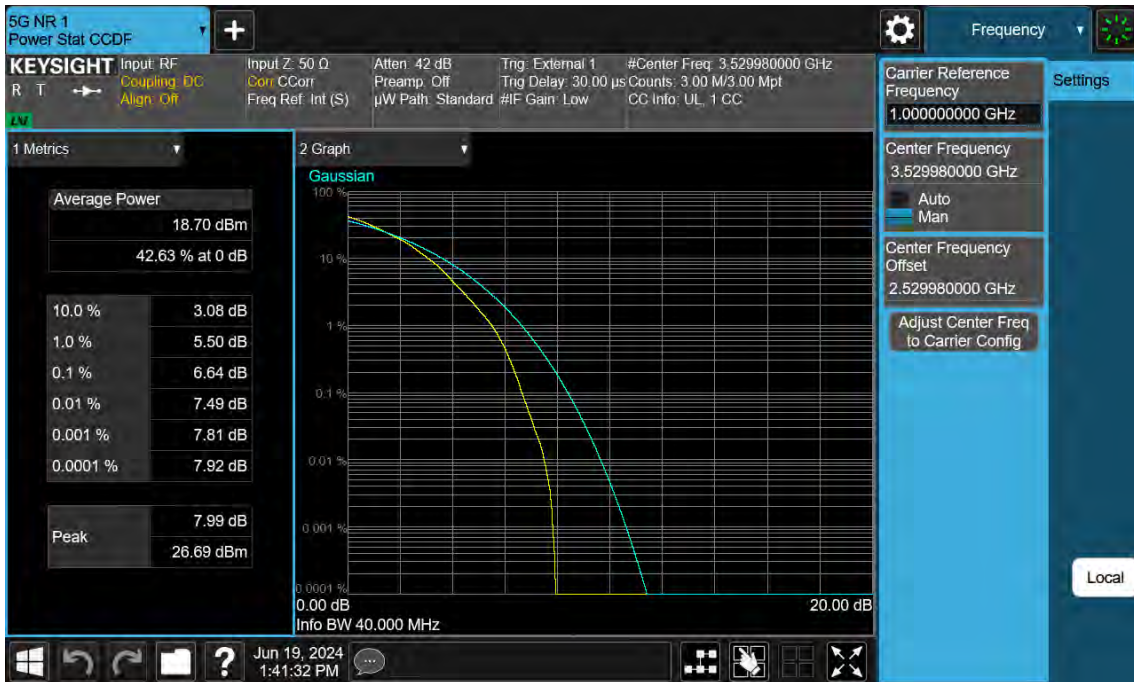 5G NR 1
Power Stat CCDF
Frequency
KEYSIGHT
R T
LNI
Input: RF
Coupling: DC
Align: Off
Input Z: 50 Ω
Corr CCorr
Freq Ref: Int (S)
Atten: 42 dB
Preamp: Off
µW Path: Standard
Trig: External 1
Trig Delay: 30.00 µs
#IF Gain: Low
#Center Freq: 3.529980000 GHz
Counts: 3.00 M/3.00 Mpt
CC Info: UL, 1 CC
1 Metrics
Average Power
18.70 dBm
42.63 % at 0 dB
10.0 % 3.08 dB
1.0 % 5.50 dB
0.1 % 6.64 dB
0.01 % 7.49 dB
0.001 % 7.81 dB
0.0001 % 7.92 dB
Peak
7.99 dB
26.69 dBm
2 Graph
Gaussian
100 %
10 %
1 %
0.1 %
0.01 %
0.001 %
0.0001 %
0.00 dB 20.00 dB
Info BW 40.000 MHz
Carrier Reference
Frequency
1.000000000 GHz
Center Frequency
3.529980000 GHz
Auto
Man
Center Frequency
Offset
2.529980000 GHz
Adjust Center Freq
to Carrier Config
Settings
Local
Jun 19, 2024
1:41:32 PM